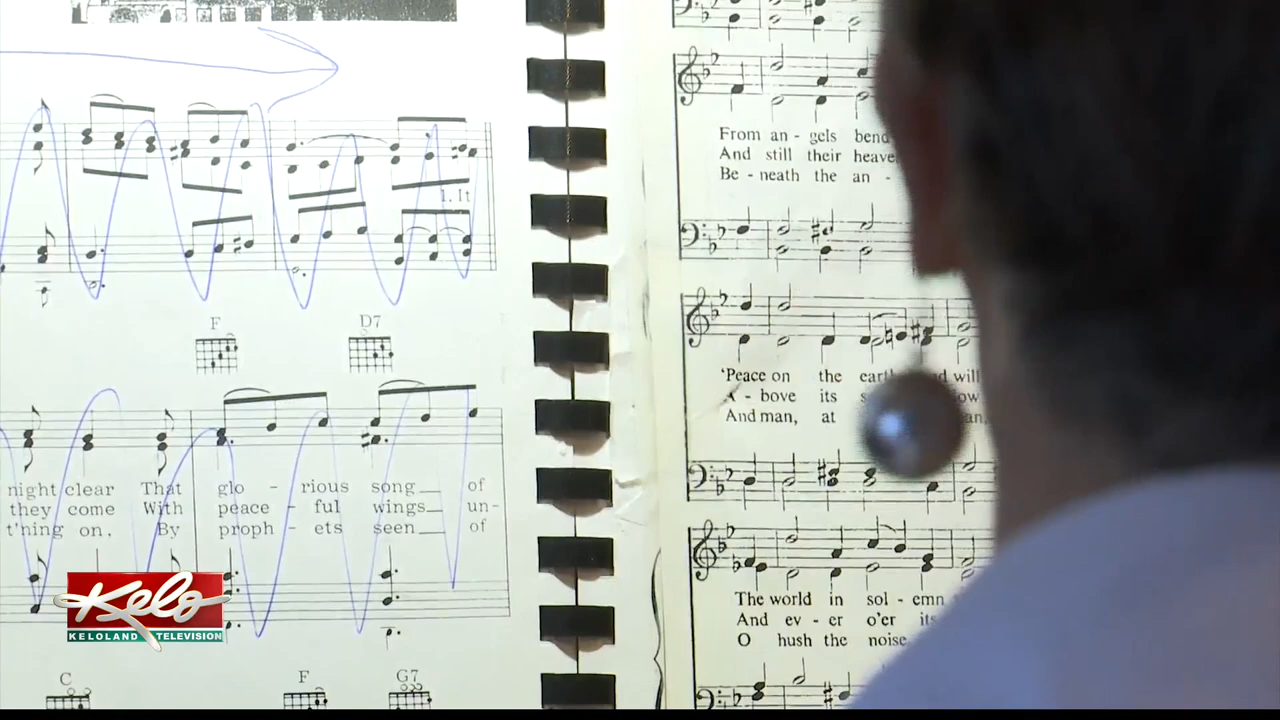 1. It
F D7
night clear That glo - rious song of
they come With peace - ful wings un-
t'ning on, By proph - ets seen of
C F G7
From an - gels bend
And still their heave
Be - neath the an -
'Peace on the earth will
A - bove its
And man, at
The world in sol - emn
And ev - er o'er its
O hush the noise
Kelo
KELOLAND TELEVISION